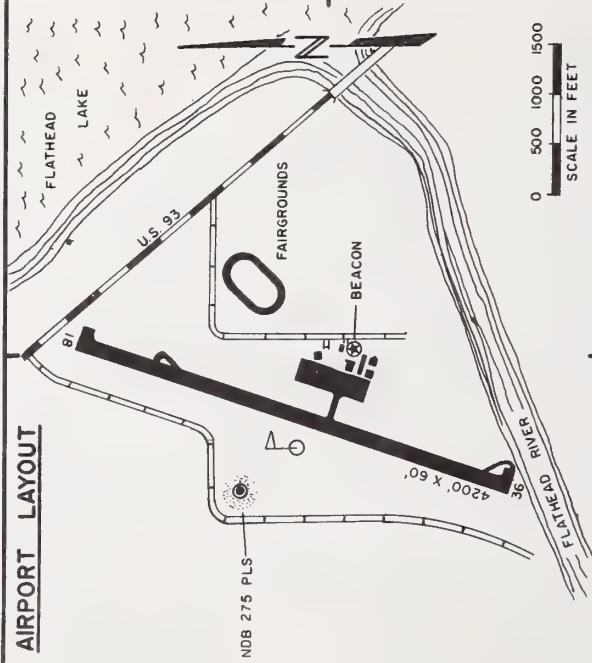 AIRPORT LAYOUT
FLATHEAD
LAKE
N
U.S. 93
18
FAIRGROUNDS
BEACON
NDB 275 PLS
4200' X 60'
36
FLATHEAD RIVER
0 500 1000 1500
SCALE IN FEET